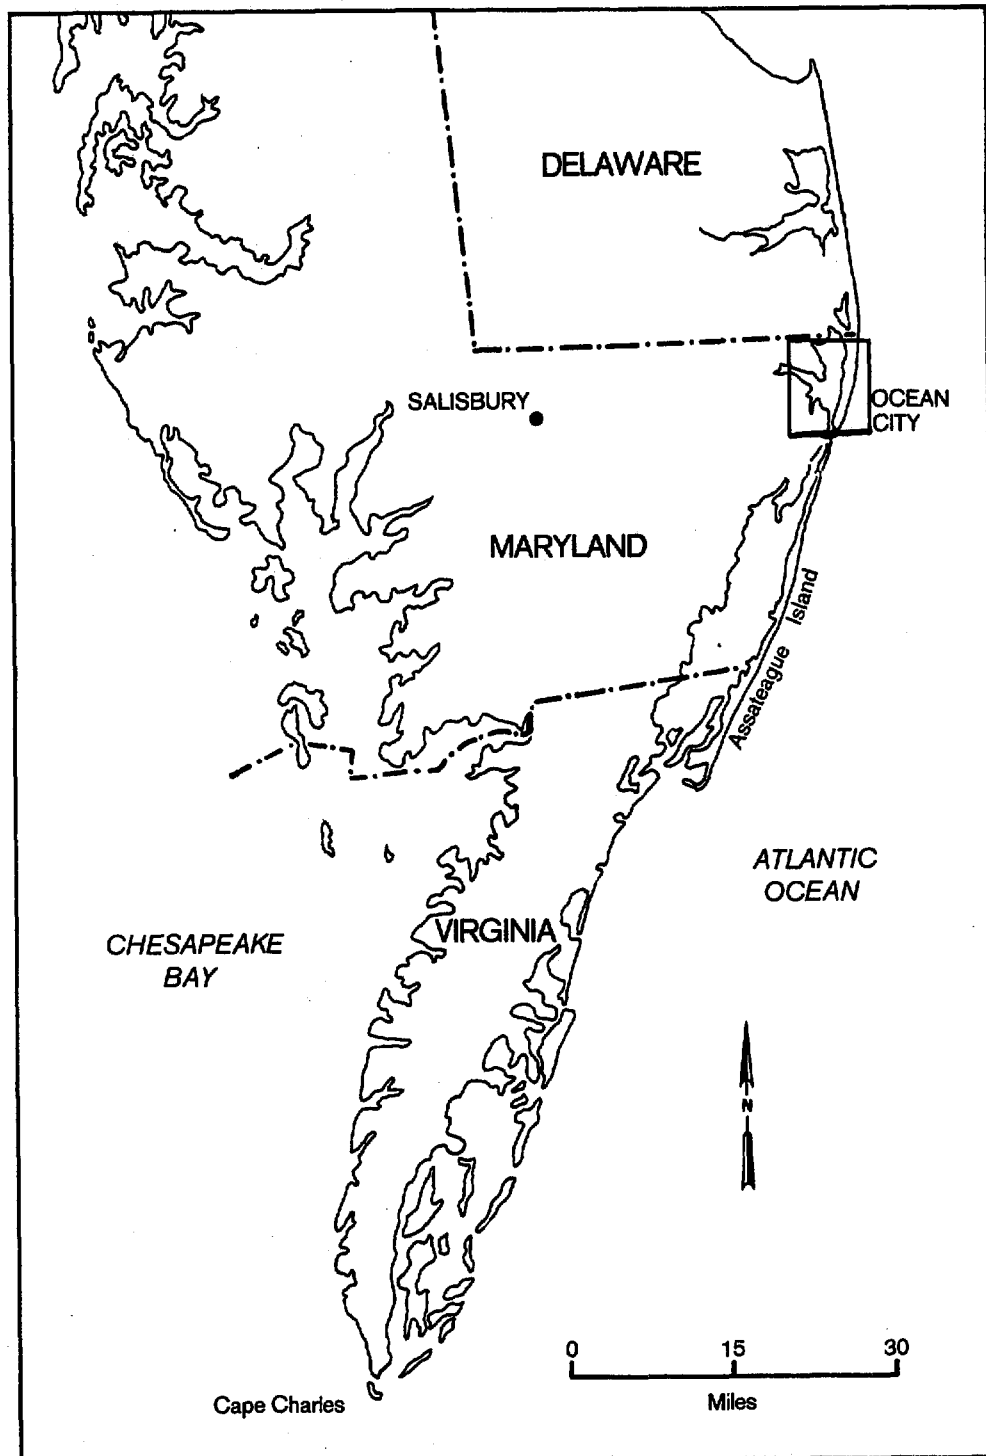 DELAWARE
SALISBURY
OCEAN
CITY
MARYLAND
Assateague Island
ATLANTIC
OCEAN
CHESAPEAKE
BAY
VIRGINIA
N
0 15 30
Miles
Cape Charles